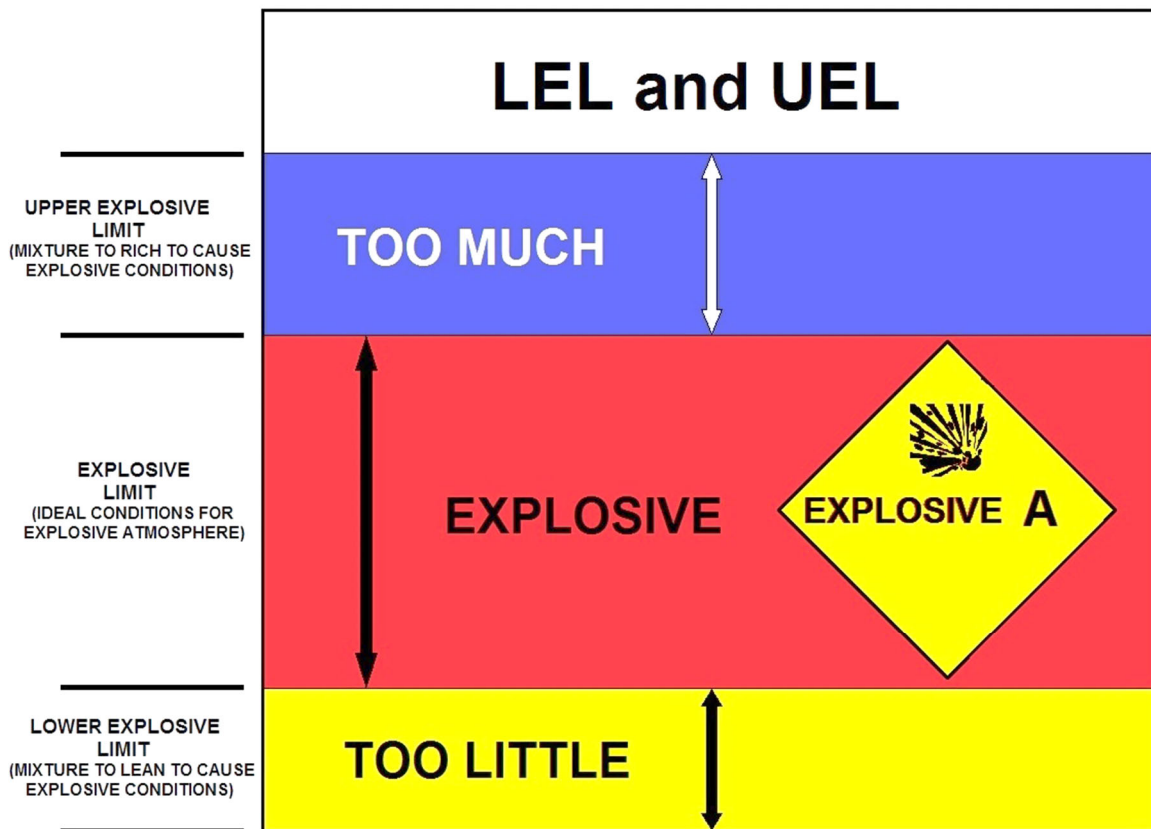 LEL and UEL
UPPER EXPLOSIVE
LIMIT
(MIXTURE TO RICH TO CAUSE
EXPLOSIVE CONDITIONS)
TOO MUCH
EXPLOSIVE
LIMIT
(IDEAL CONDITIONS FOR
EXPLOSIVE ATMOSPHERE)
EXPLOSIVE
EXPLOSIVE A
LOWER EXPLOSIVE
LIMIT
(MIXTURE TO LEAN TO CAUSE
EXPLOSIVE CONDITIONS)
TOO LITTLE